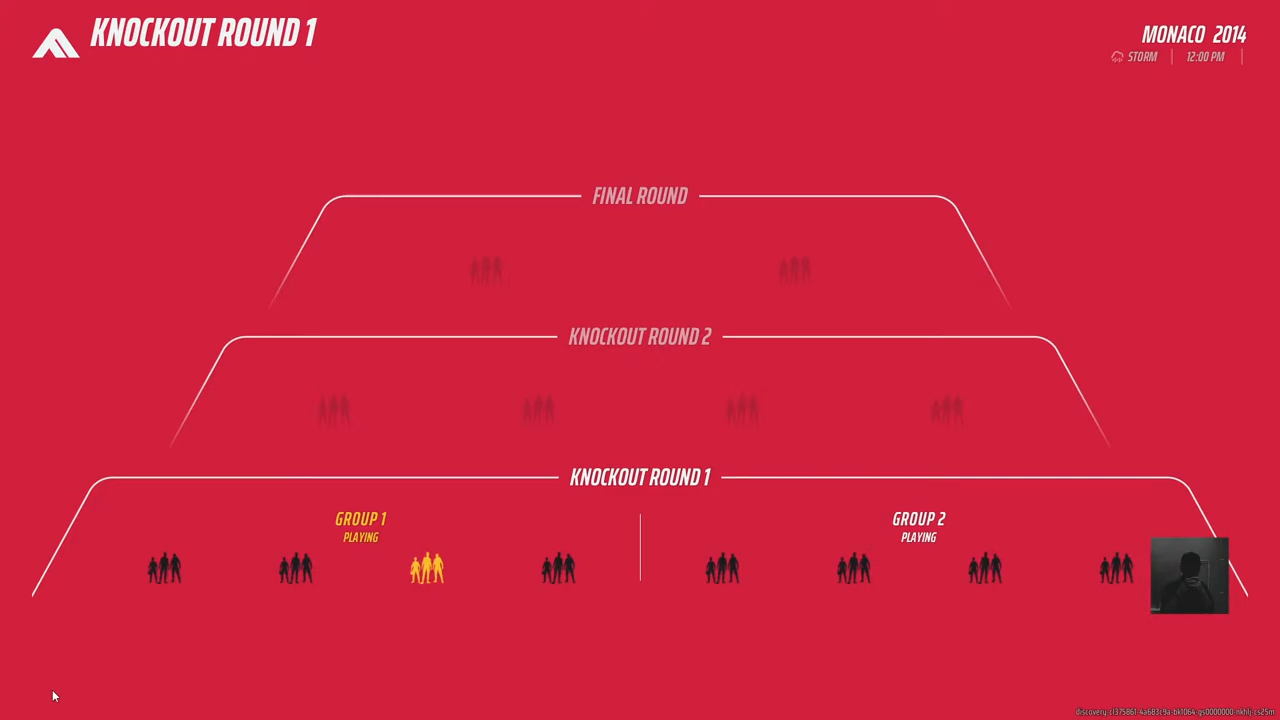 KNOCKOUT ROUND 1
MONACO 2014
STORM
12:00 PM
FINAL ROUND
KNOCKOUT ROUND 2
KNOCKOUT ROUND 1
GROUP 1
PLAYING
GROUP 2
PLAYING